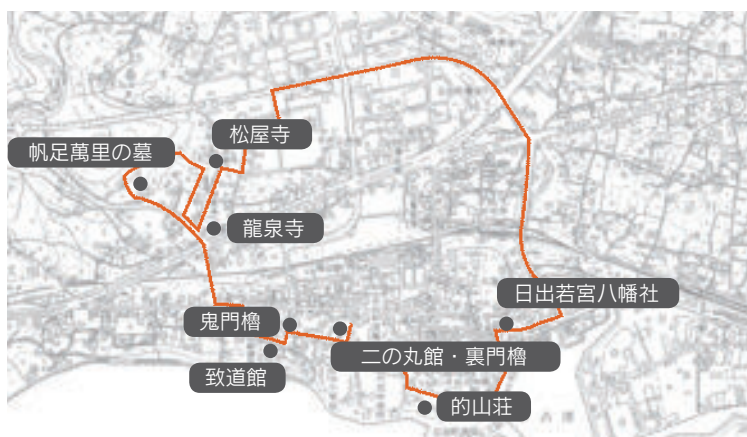 松屋寺
帆足萬里の墓
龍泉寺
日出若宮八幡社
鬼門櫓
二の丸館・裏門櫓
致道館
的山荘